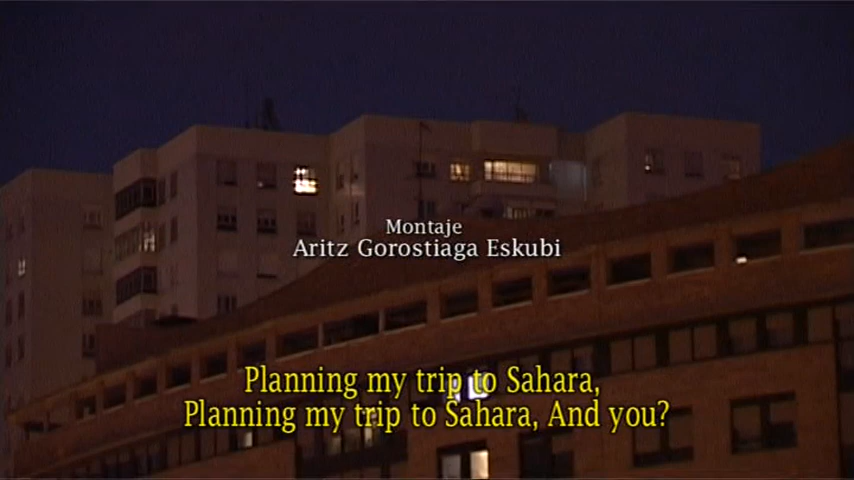 Montaje
Aritz Gorostiaga Eskubi
Planning my trip to Sahara,
Planning my trip to Sahara, And you?